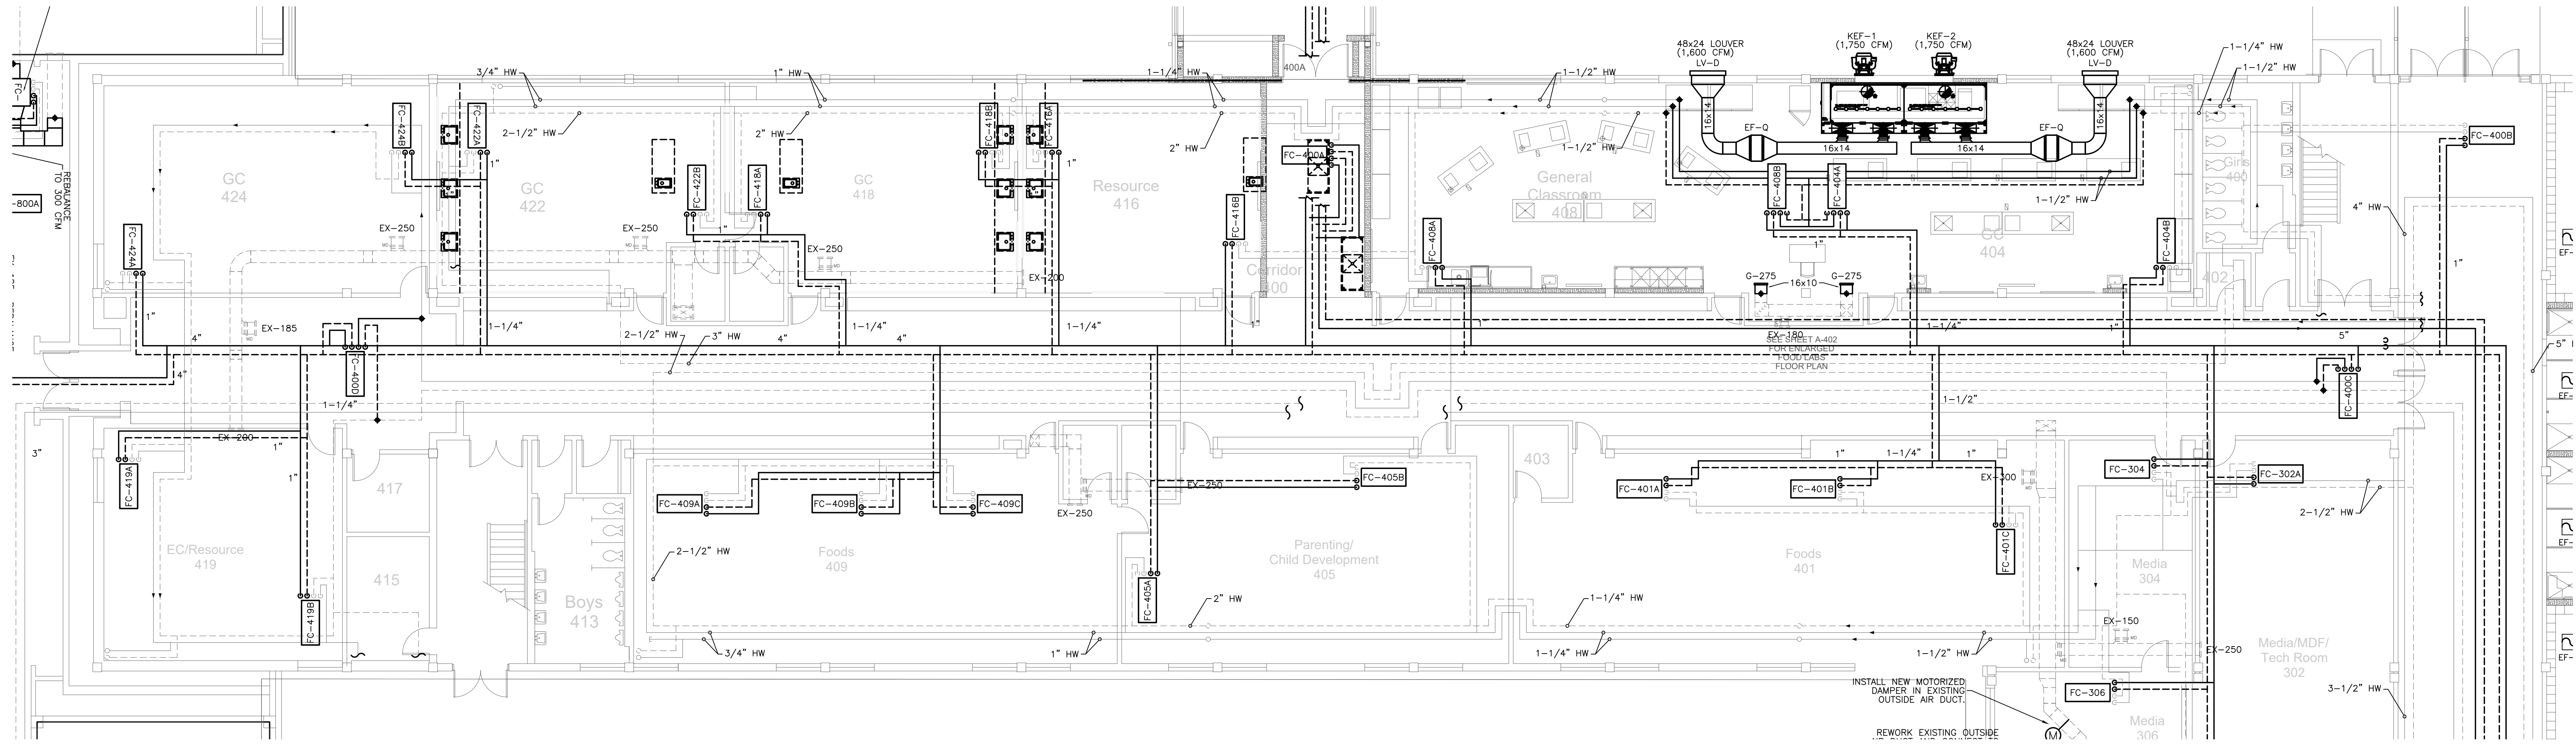 48x24 LOUVER
(1,600 CFM)
LV-D
KEF-1
(1,750 CFM)
KEF-2
(1,750 CFM)
48x24 LOUVER
(1,600 CFM)
LV-D
1-1/4" HW
1-1/2" HW
3/4" HW
1" HW
1-1/4" HW
400A
1-1/2" HW
2-1/2" HW
2" HW
2" HW
1-1/2" HW
16x14
EF-Q
16x14
EF-Q
16x14
16x14
FC-424B
FC-422A
FC-418B
FC-416A
FC-400A
FC-400B
1"
1"
1"
REBALANCE
TO 300 CFM
-800A
GC
424
GC
422
FC-422B
FC-418A
GC
418
Resource
416
FC-416B
General
Classroom
408
FC-408B
FC-404A
1-1/2" HW
Girls
400
4" HW
FC-424A
EX-250
EX-250
EX-250
1"
EX-200
Corridor
FC-408A
1"
GC
404
FC-404B
402
1"
G-275
16x10
G-275
1"
EX-185
4"
1-1/4"
2-1/2" HW
3" HW
4"
1-1/4"
4"
1-1/4"
1"
1"
EX-180
1-1/4"
1"
5"
SEE SHEET A-402
FOR ENLARGED
FOOD LABS
FLOOR PLAN
4"
FC-400D
1-1/4"
FC-400C
1-1/2"
EX-200
1"
3"
FC-419A
1"
417
403
1"
1-1/4"
1"
FC-409A
FC-409B
FC-409C
EX-250
EX-250
FC-405B
FC-401A
FC-401B
EX-300
FC-304
FC-302A
2-1/2" HW
EC/Resource
419
415
2-1/2" HW
Foods
409
Parenting/
Child Development
405
Foods
401
FC-401C
Media
304
FC-405A
FC-419B
Boys
413
2" HW
1-1/4" HW
EX-150
3/4" HW
1" HW
1-1/4" HW
1-1/2" HW
EX-250
Media/MDF/
Tech Room
302
INSTALL NEW MOTORIZED
DAMPER IN EXISTING
OUTSIDE AIR DUCT.
FC-306
3-1/2" HW
Media
306
REWORK EXISTING OUTSIDE
M